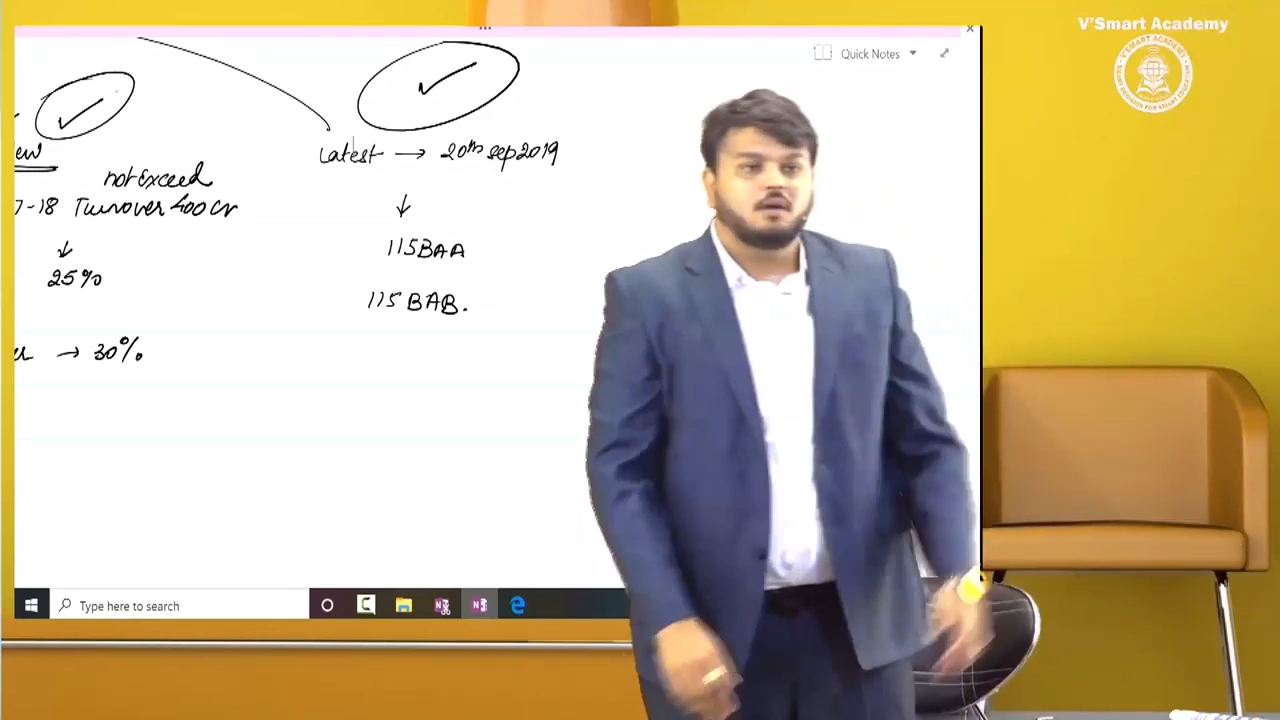 V'Smart Academy
Quick Notes
Latest → 20th sep 2019
not Exceed
7-18 Turnover 400 cr
↓
↓
115BAA
25%
115 BAB.
→ 30%
Type here to search